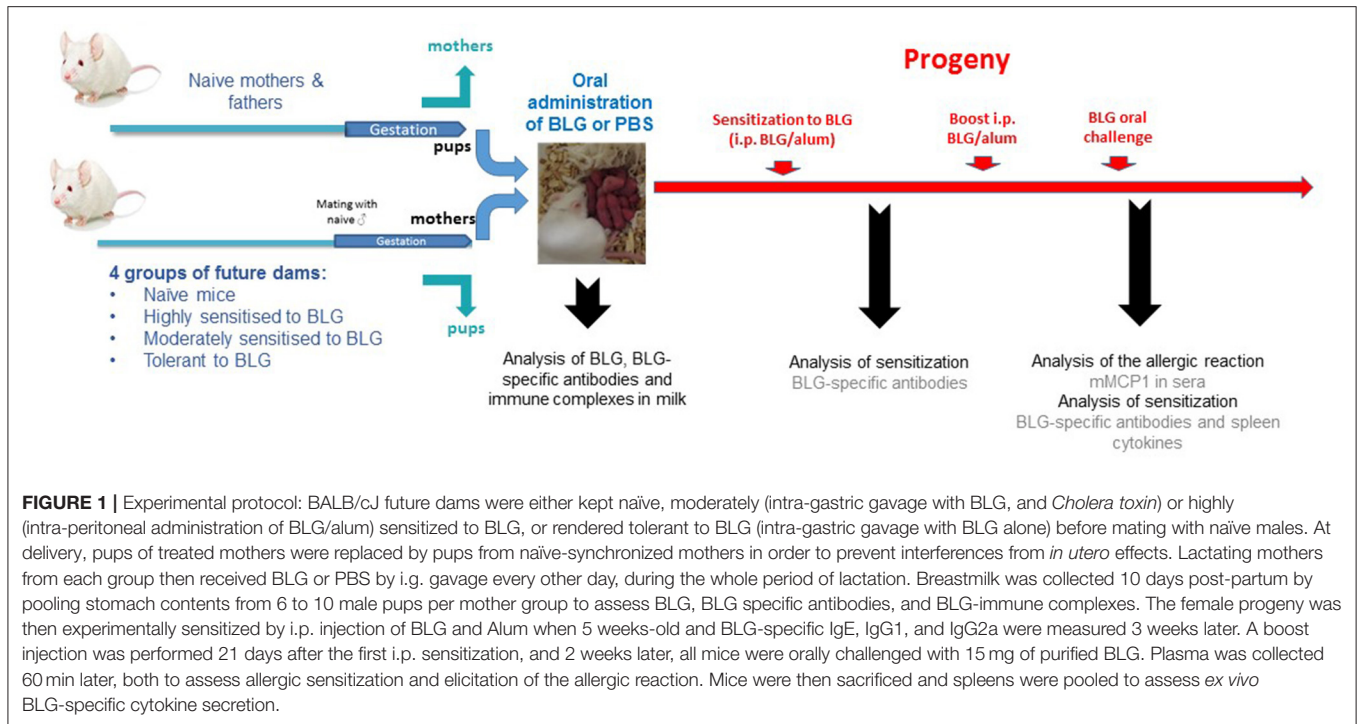 mothers
Naive mothers &
fathers
Gestation
pups
Oral
administration
of BLG or PBS
Progeny
Sensitization to BLG
(i.p. BLG/alum)
Boost i.p.
BLG/alum
BLG oral
challenge
Mating with
naive ♂
mothers
Gestation
4 groups of future dams:
• Naïve mice
• Highly sensitised to BLG
• Moderately sensitised to BLG
• Tolerant to BLG
pups
Analysis of BLG, BLG-
specific antibodies and
immune complexes in milk
Analysis of sensitization
BLG-specific antibodies
Analysis of the allergic reaction
mMCP1 in sera
Analysis of sensitization
BLG-specific antibodies and spleen
cytokines
FIGURE 1 | Experimental protocol: BALB/cJ future dams were either kept naïve, moderately (intra-gastric gavage with BLG, and Cholera toxin) or highly
(intra-peritoneal administration of BLG/alum) sensitized to BLG, or rendered tolerant to BLG (intra-gastric gavage with BLG alone) before mating with naïve males. At
delivery, pups of treated mothers were replaced by pups from naïve-synchronized mothers in order to prevent interferences from in utero effects. Lactating mothers
from each group then received BLG or PBS by i.g. gavage every other day, during the whole period of lactation. Breastmilk was collected 10 days post-partum by
pooling stomach contents from 6 to 10 male pups per mother group to assess BLG, BLG specific antibodies, and BLG-immune complexes. The female progeny was
then experimentally sensitized by i.p. injection of BLG and Alum when 5 weeks-old and BLG-specific IgE, IgG1, and IgG2a were measured 3 weeks later. A boost
injection was performed 21 days after the first i.p. sensitization, and 2 weeks later, all mice were orally challenged with 15 mg of purified BLG. Plasma was collected
60 min later, both to assess allergic sensitization and elicitation of the allergic reaction. Mice were then sacrificed and spleens were pooled to assess ex vivo
BLG-specific cytokine secretion.